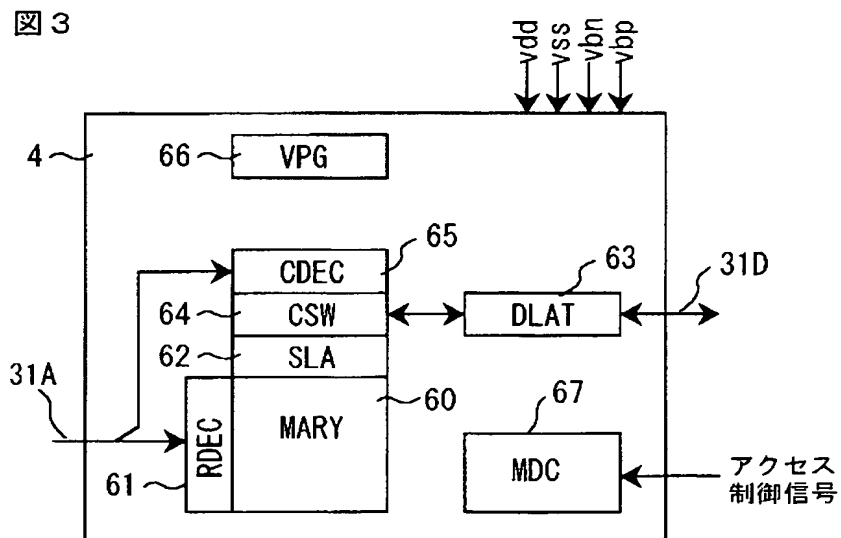 図3
vdd
vss
vbn
vbp
4
66
VPG
65
CDEC
63
31D
64
CSW
DLAT
62
SLA
31A
60
67
RDEC
MARY
61
MDC
アクセス
制御信号